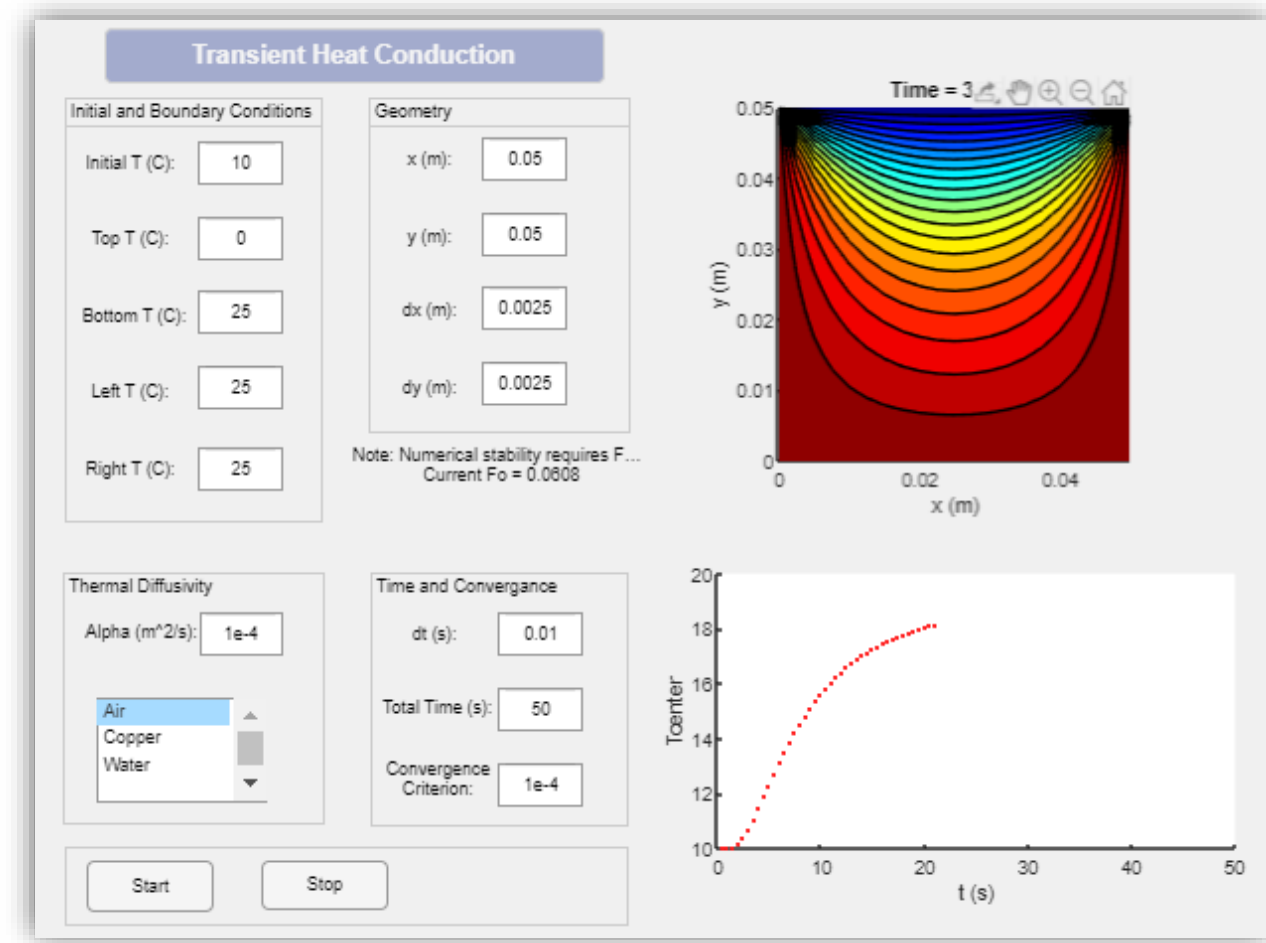 Transient Heat Conduction
Initial and Boundary Conditions
Initial T (C): 10
Top T (C): 0
Bottom T (C): 25
Left T (C): 25
Right T (C): 25
Geometry
x (m): 0.05
y (m): 0.05
dx (m): 0.0025
dy (m): 0.0025
Note: Numerical stability requires F...
Current Fo = 0.0608
Time = 3
0.05
0.04
0.03
0.02
0.01
0
y (m)
0 0.02 0.04
x (m)
Thermal Diffusivity
Alpha (m^2/s): 1e-4
Air
Copper
Water
Time and Convergance
dt (s): 0.01
Total Time (s): 50
Convergence
Criterion: 1e-4
Start Stop
20
18
16
14
12
10
Tcenter
0 10 20 30 40 50
t (s)